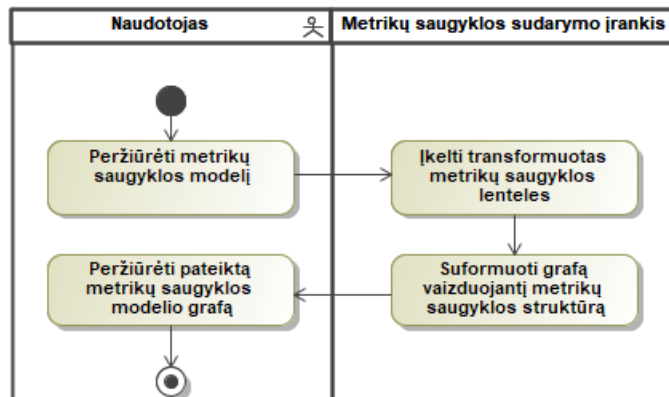 Naudotojas
Metrikų saugyklos sudarymo įrankis
Peržiūrėti metrikų
saugyklos modelį
Įkelti transformuotas
metrikų saugyklos
lenteles
Peržiūrėti pateiktą
metrikų saugyklos
modelio grafą
Suformuoti grafą
vaizduojantį metrikų
saugyklos struktūrą